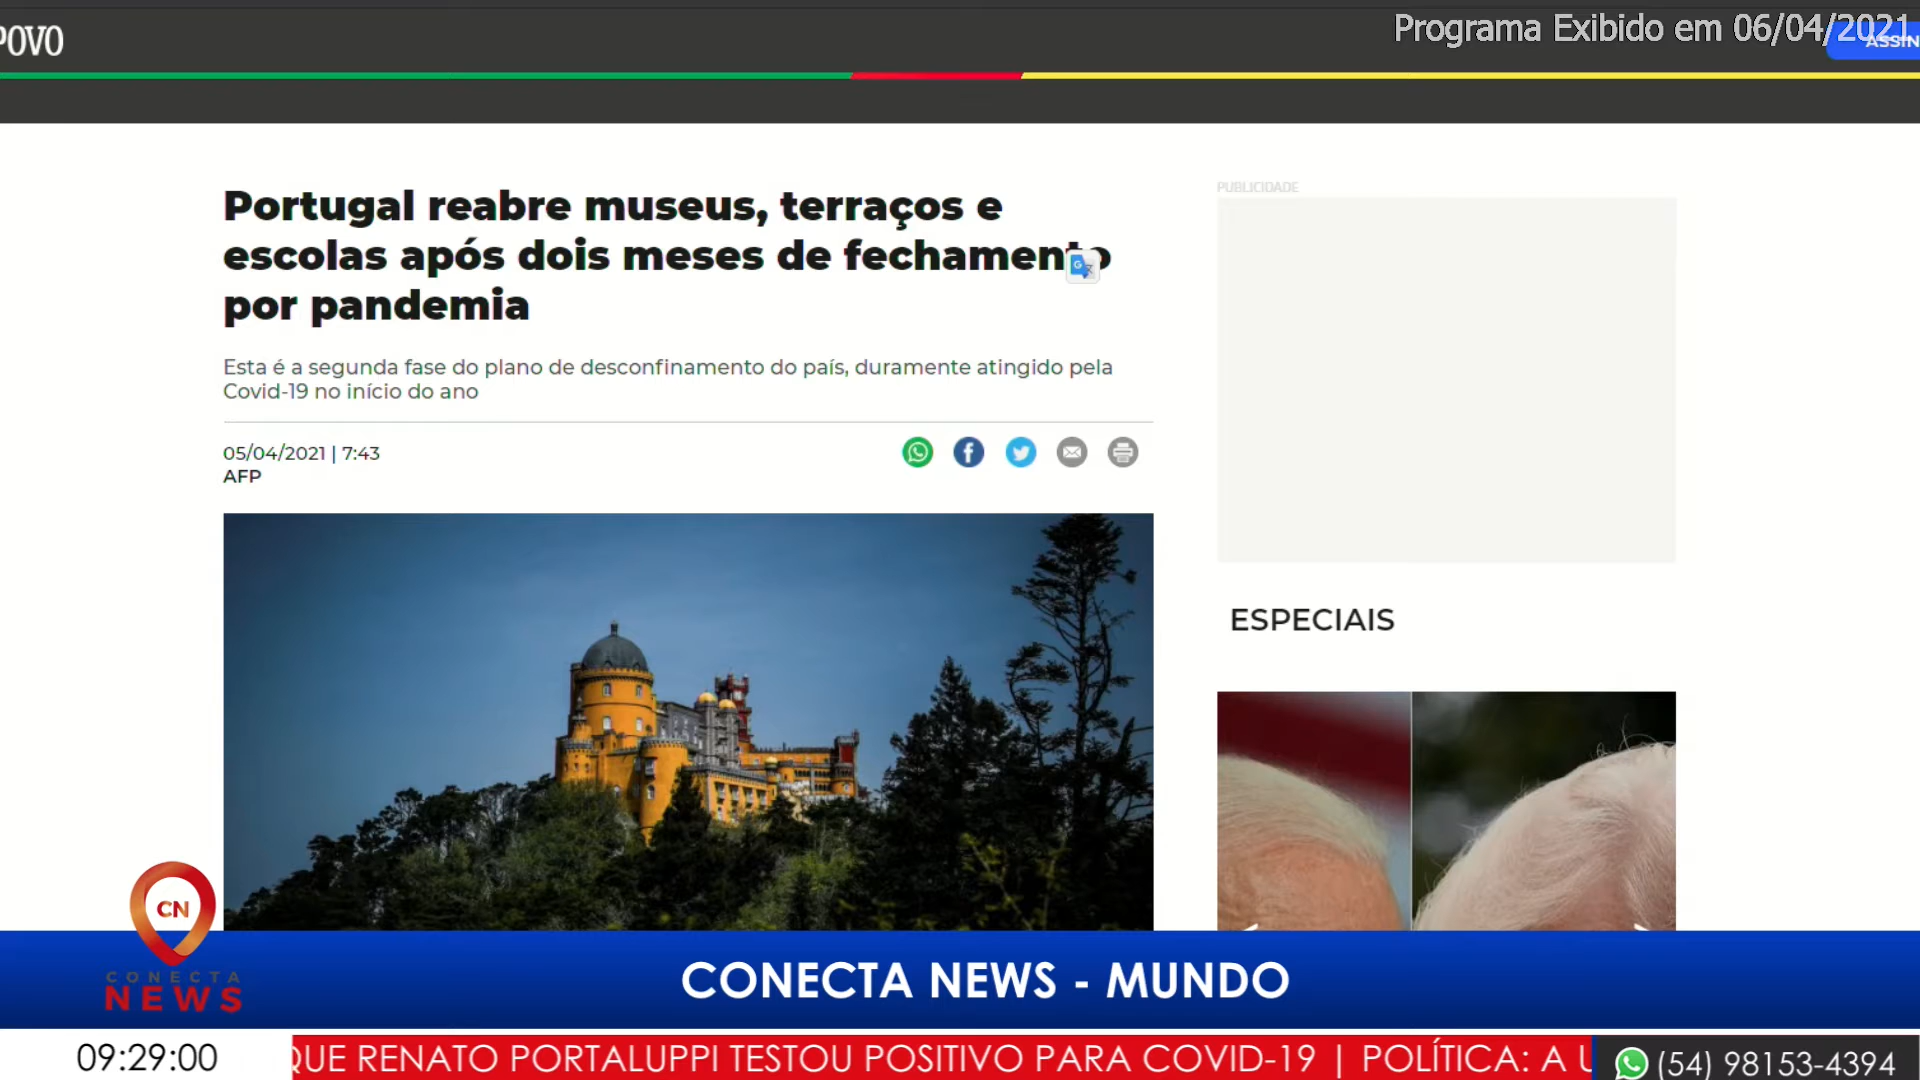 POVO
Programa Exibido em 06/04/2021
ASSIN
Portugal reabre museus, terraços e
escolas após dois meses de fechamento
por pandemia
Esta é a segunda fase do plano de desconfinamento do país, duramente atingido pela
Covid-19 no início do ano
05/04/2021 | 7:43
AFP
PUBLICIDADE
ESPECIAIS
CN
CONECTA
NEWS
CONECTA NEWS - MUNDO
09:29:00
QUE RENATO PORTALUPPI TESTOU POSITIVO PARA COVID-19 | POLÍTICA: A U
(54) 98153-4394